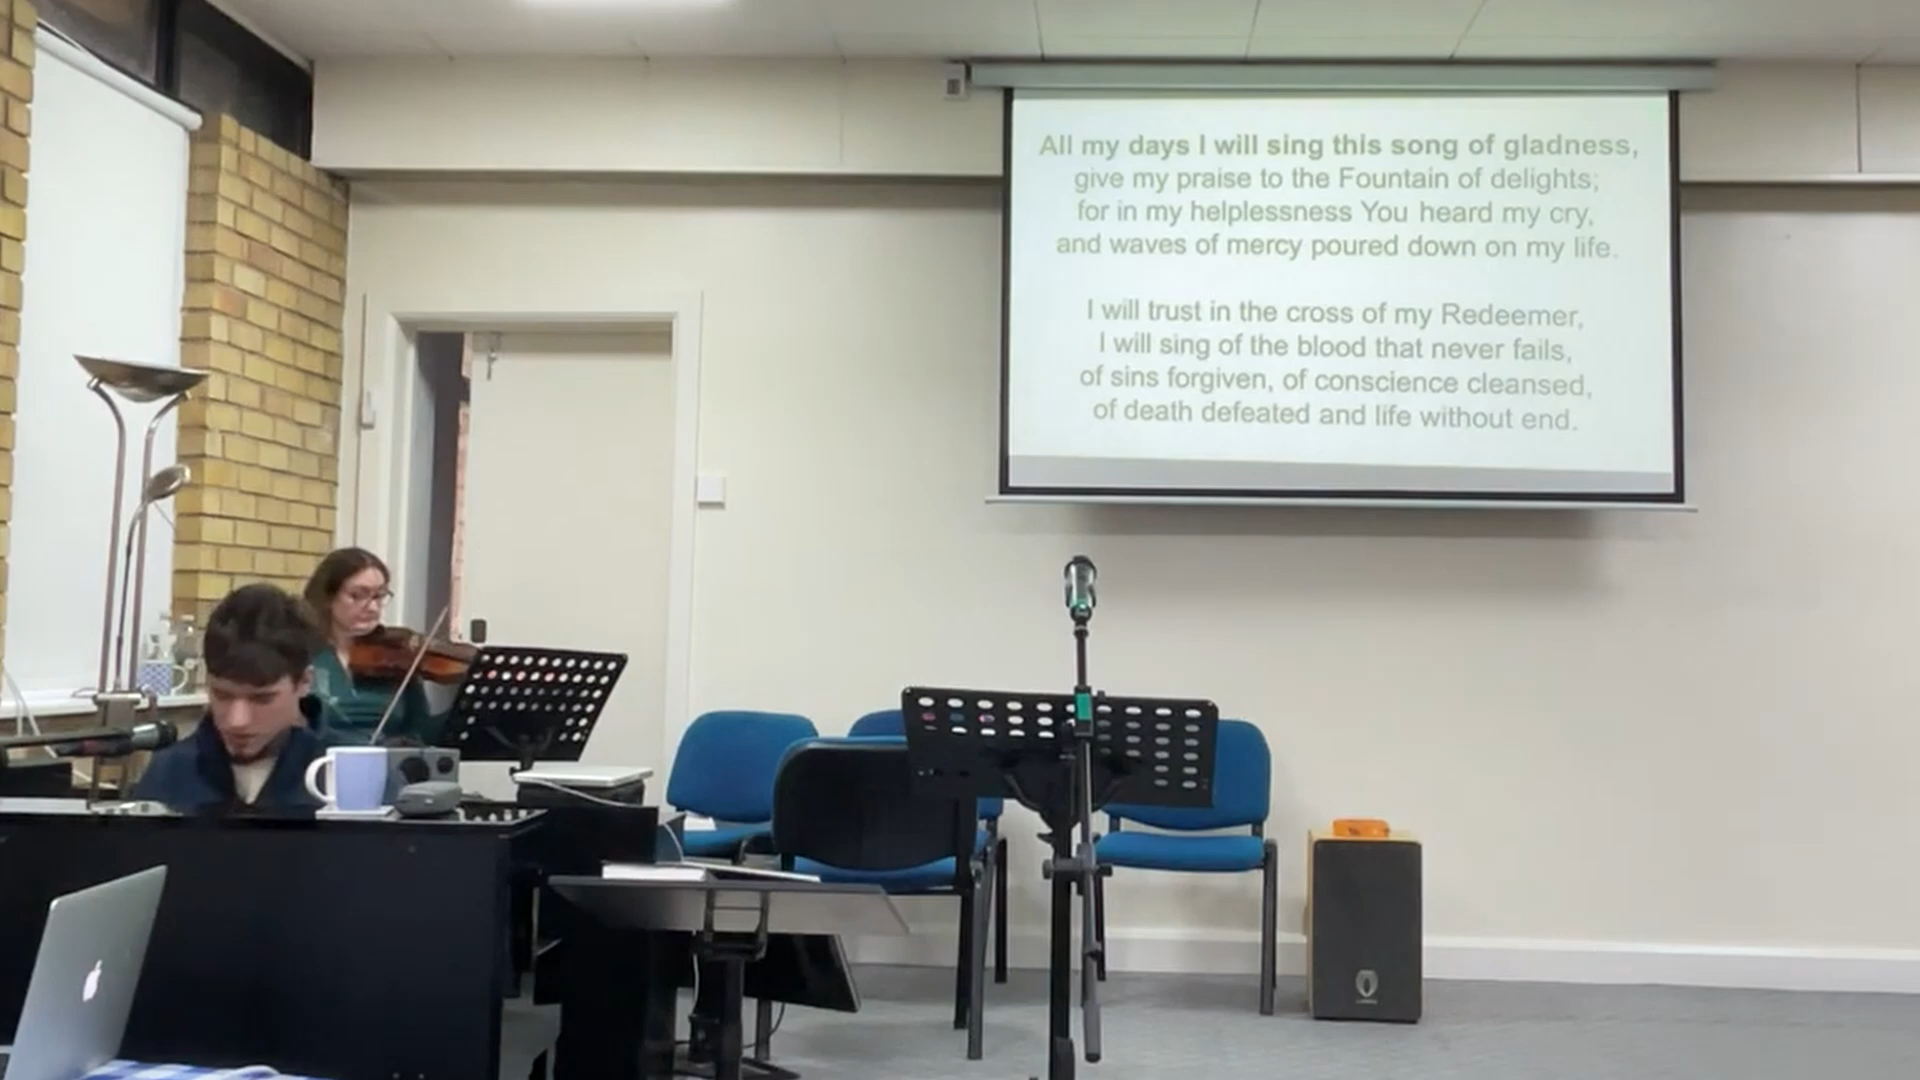 All my days I will sing this song of gladness,
give my praise to the Fountain of delights;
for in my helplessness You heard my cry,
and waves of mercy poured down on my life.
I will trust in the cross of my Redeemer,
I will sing of the blood that never fails,
of sins forgiven, of conscience cleansed,
of death defeated and life without end.